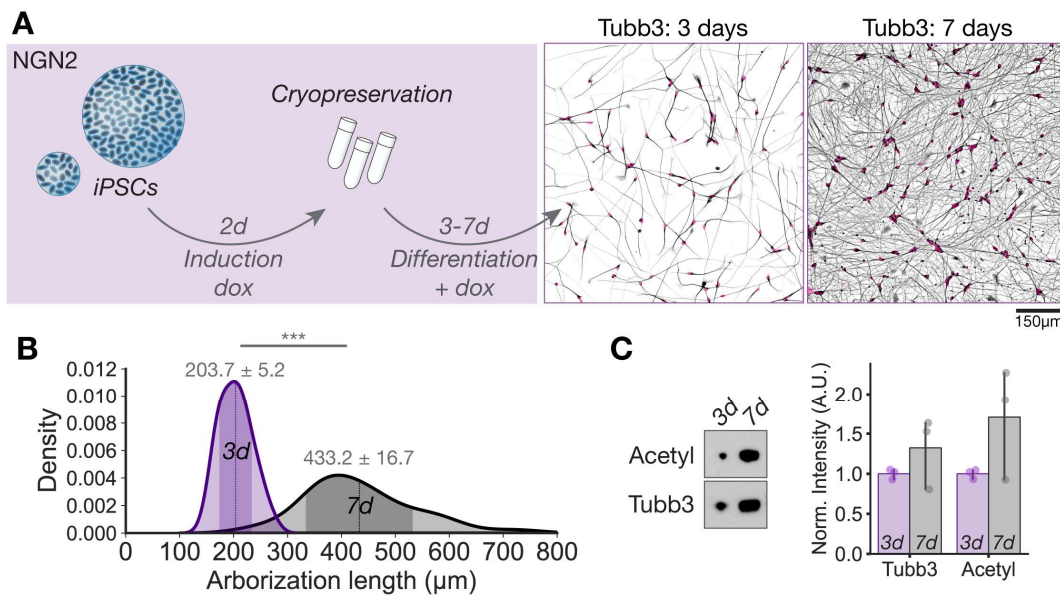 A
NGN2
iPSCs
Cryopreservation
2d
Induction
dox
3-7d
Differentiation
+ dox
Tubb3: 3 days
Tubb3: 7 days
150μm
B
***
203.7 ± 5.2
433.2 ± 16.7
3d
7d
Density
0.012
0.010
0.008
0.006
0.004
0.002
0.000
0 100 200 300 400 500 600 700 800
Arborization length (μm)
C
3d 7d
Acetyl
Tubb3
Norm. Intensity (A.U.)
2.0
1.5
1.0
0.5
0.0
3d 7d 3d 7d
Tubb3 Acetyl